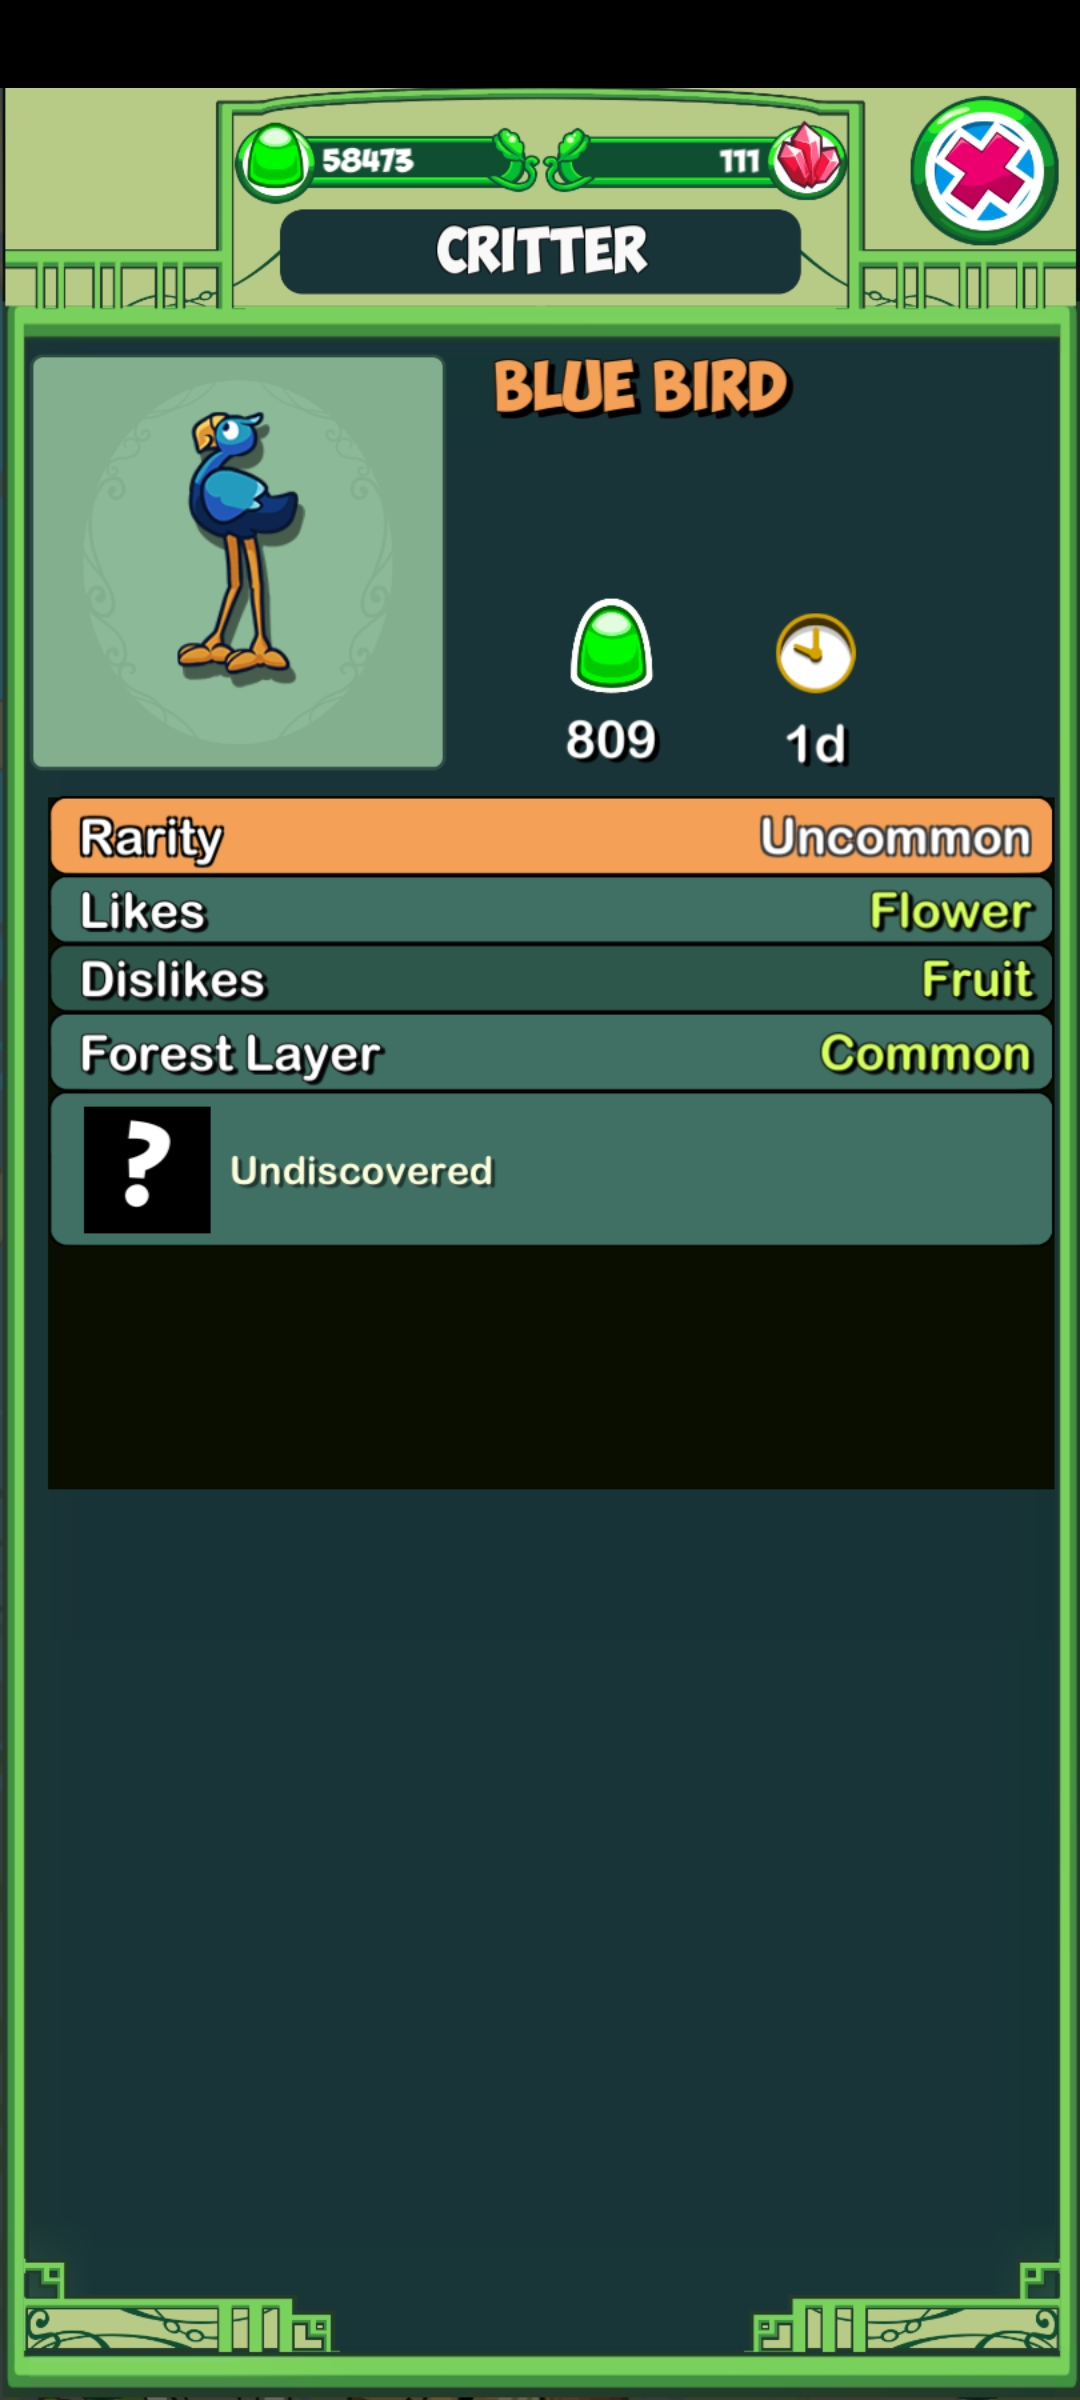 58473 111
CRITTER
BLUE BIRD
809 1d
Rarity Uncommon
Likes Flower
Dislikes Fruit
Forest Layer Common
? Undiscovered